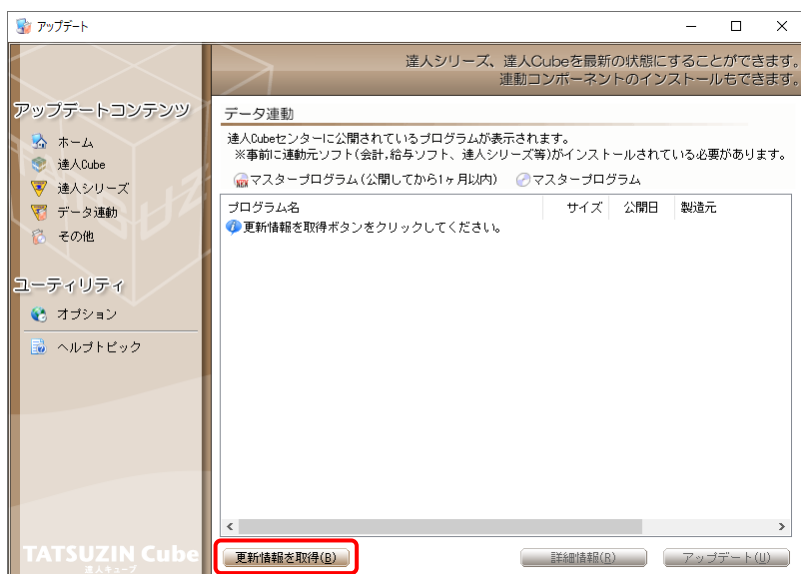 アップデート
達人シリーズ、達人Cubeを最新の状態にすることができます。
連動コンポーネントのインストールもできます。
アップデートコンテンツ
ホーム
達人Cube
達人シリーズ
データ連動
その他
ユーティリティ
オプション
ヘルプトピック
TATSUZIN Cube
達人キューブ
データ連動
達人Cubeセンターに公開されているプログラムが表示されます。
※事前に連動元ソフト(会計,給与ソフト、達人シリーズ等)がインストールされている必要があります。
マスタープログラム(公開してから1ヶ月以内) マスタープログラム
プログラム名 サイズ 公開日 製造元
更新情報を取得ボタンをクリックしてください。
更新情報を取得(B) 詳細情報(R) アップデート(U)